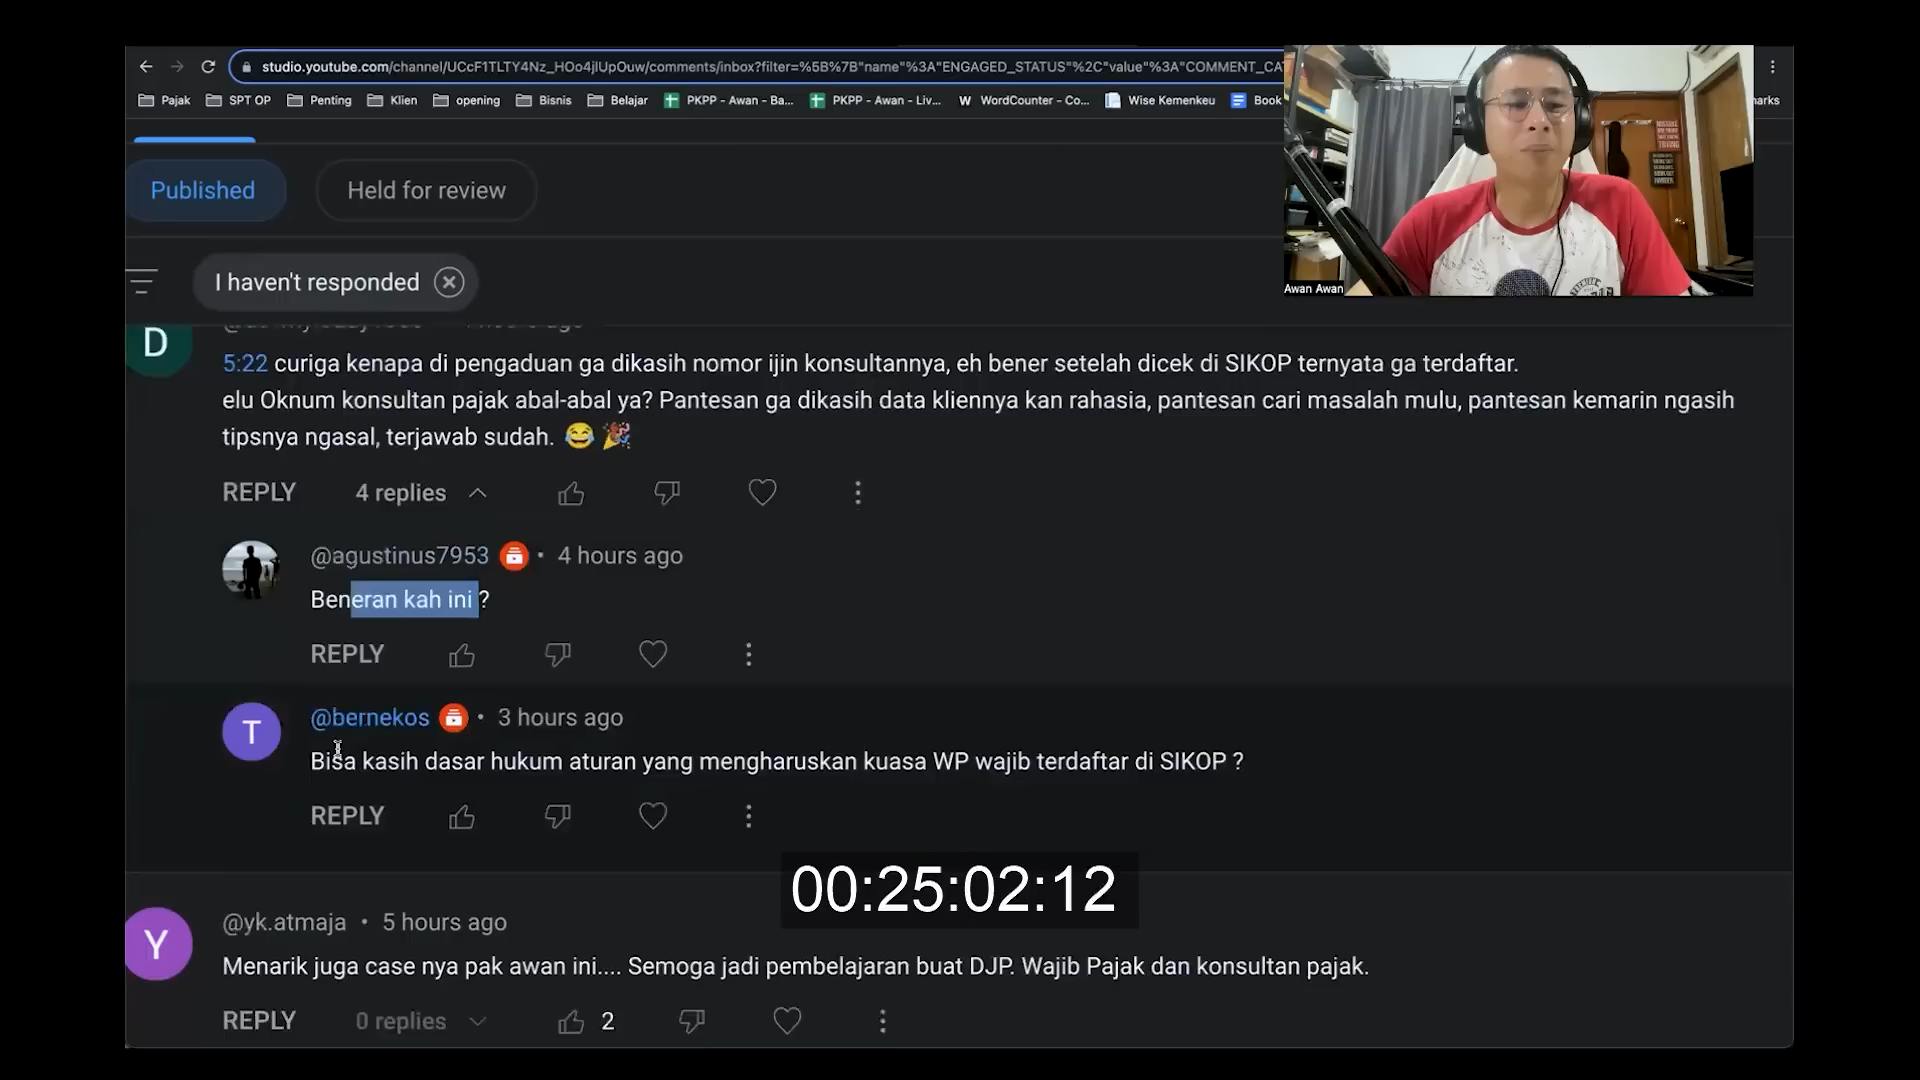 studio.youtube.com/channel/UCcF1TLTY4Nz_HOo4jlUpOuw/comments/inbox?filter=%5B%7B"name"%3A"ENGAGED_STATUS"%2C"value"%3A"COMMENT_CA
Pajak SPT OP Penting Klien opening Bisnis Belajar PKPP - Awan - Ba... PKPP - Awan - Liv... W WordCounter - Co... Wise Kemenkeu Book
marks
Awan Awan
Published Held for review
I haven't responded
D
5:22 curiga kenapa di pengaduan ga dikasih nomor ijin konsultannya, eh bener setelah dicek di SIKOP ternyata ga terdaftar.
elu Oknum konsultan pajak abal-abal ya? Pantesan ga dikasih data kliennya kan rahasia, pantesan cari masalah mulu, pantesan kemarin ngasih
tipsnya ngasal, terjawab sudah. 😂 🎉
REPLY 4 replies
@agustinus7953 • 4 hours ago
Beneran kah ini ?
REPLY
T
@bernekos • 3 hours ago
Bisa kasih dasar hukum aturan yang mengharuskan kuasa WP wajib terdaftar di SIKOP ?
REPLY
00:25:02:12
Y
@yk.atmaja • 5 hours ago
Menarik juga case nya pak awan ini.... Semoga jadi pembelajaran buat DJP. Wajib Pajak dan konsultan pajak.
REPLY 0 replies 2